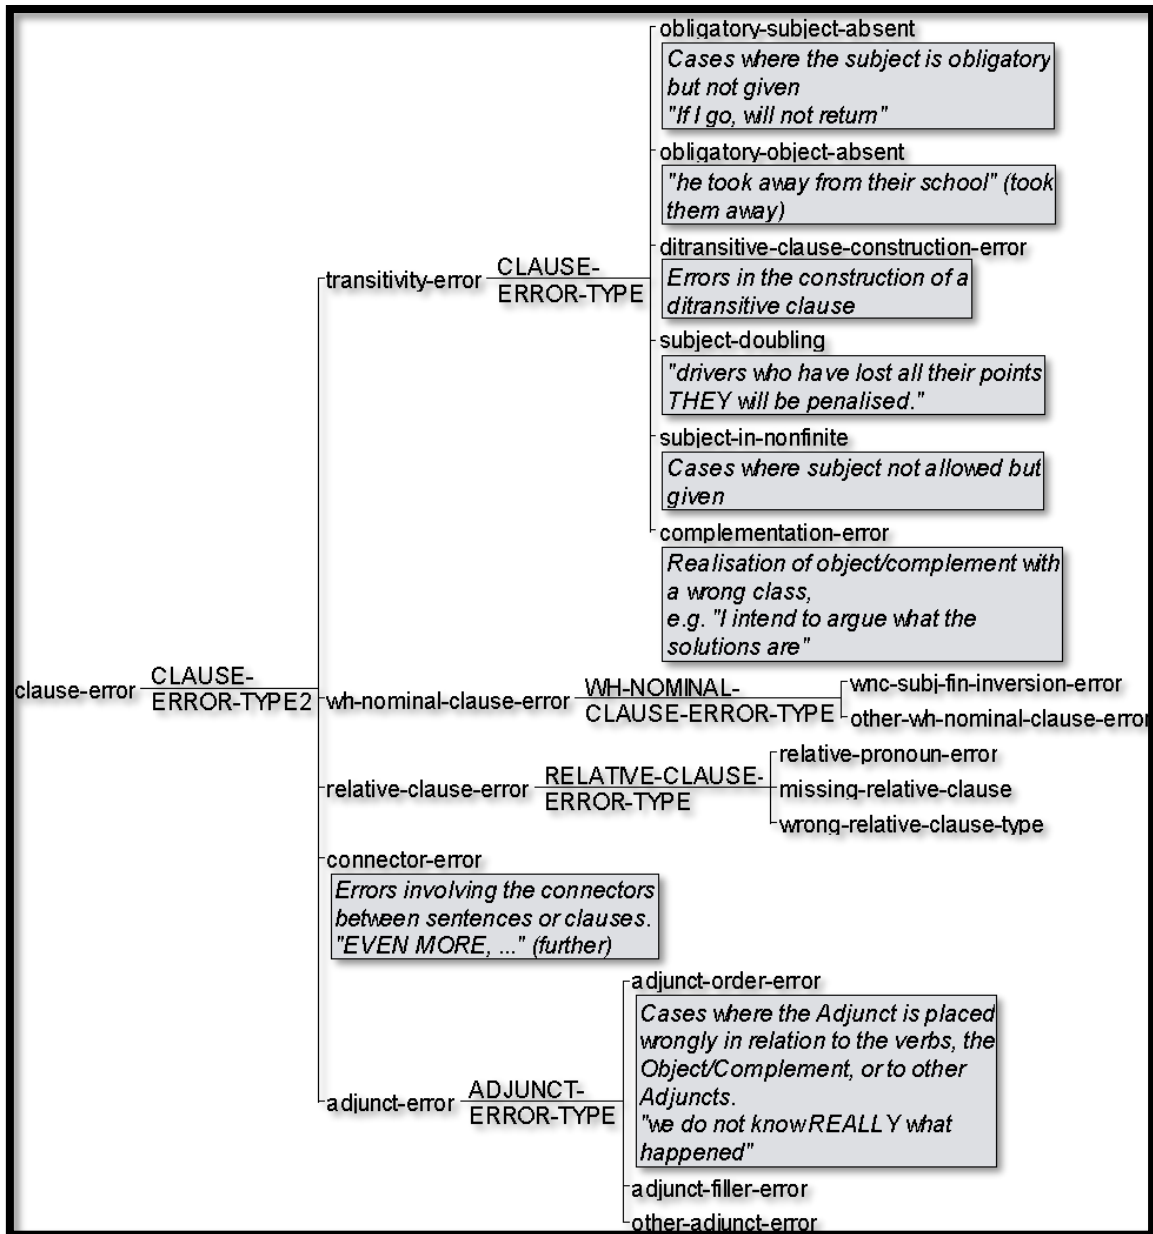 obligatory-subject-absent
Cases where the subject is obligatory
but not given
"If I go, will not return"
obligatory-object-absent
"he took away from their school" (took
them away)
ditransitive-clause-construction-error
Errors in the construction of a
ditransitive clause
transitivity-error
CLAUSE-
ERROR-TYPE
subject-doubling
"drivers who have lost all their points
THEY will be penalised."
subject-in-nonfinite
Cases where subject not allowed but
given
complementation-error
Realisation of object/complement with
a wrong class,
e.g. "I intend to argue what the
solutions are"
clause-error
CLAUSE-
ERROR-TYPE2
wh-nominal-clause-error
WH-NOMINAL-
CLAUSE-ERROR-TYPE
wnc-subj-fin-inversion-error
other-wh-nominal-clause-error
relative-clause-error
RELATIVE-CLAUSE-
ERROR-TYPE
relative-pronoun-error
missing-relative-clause
wrong-relative-clause-type
connector-error
Errors involving the connectors
between sentences or clauses.
"EVEN MORE, ..." (further)
adjunct-error
ADJUNCT-
ERROR-TYPE
adjunct-order-error
Cases where the Adjunct is placed
wrongly in relation to the verbs, the
Object/Complement, or to other
Adjuncts.
"we do not know REALLY what
happened"
adjunct-filler-error
other-adjunct-error